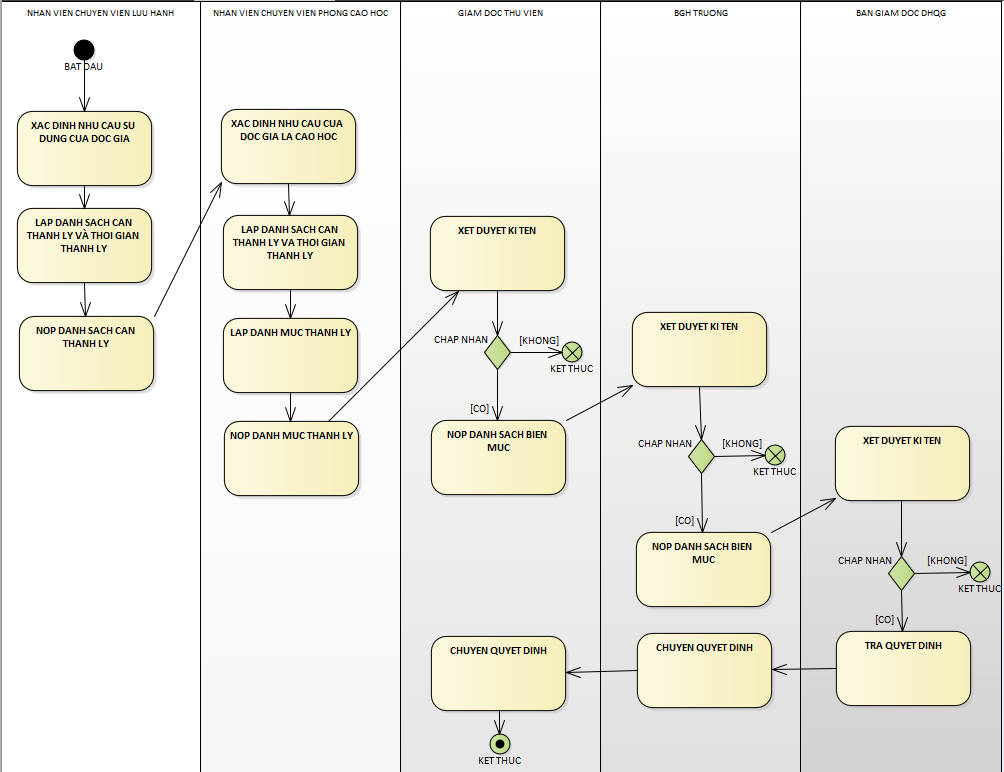 NHAN VIEN CHUYEN VIEN LUU HANH
NHAN VIEN CHUYEN VIEN PHONG CAO HOC
GIAM DOC THU VIEN
BGH TRUONG
BAN GIAM DOC DHQG
BAT DAU
XAC DINH NHU CAU SU
DUNG CUA DOC GIA
LAP DANH SACH CAN
THANH LY VÀ THOI GIAN
THANH LY
NOP DANH SACH CAN
THANH LY
XAC DINH NHU CAU CUA
DOC GIA LA CAO HOC
LAP DANH SACH CAN
THANH LY VA THOI GIAN
THANH LY
LAP DANH MUC THANH LY
NOP DANH MUC THANH LY
XET DUYET KI TEN
CHAP NHAN
[KHONG]
KET THUC
[CO]
NOP DANH SACH BIEN
MUC
XET DUYET KI TEN
CHAP NHAN
[KHONG]
KET THUC
[CO]
NOP DANH SACH BIEN
MUC
XET DUYET KI TEN
CHAP NHAN
[KHONG]
KET THUC
[CO]
TRA QUYET DINH
CHUYEN QUYET DINH
CHUYEN QUYET DINH
KET THUC